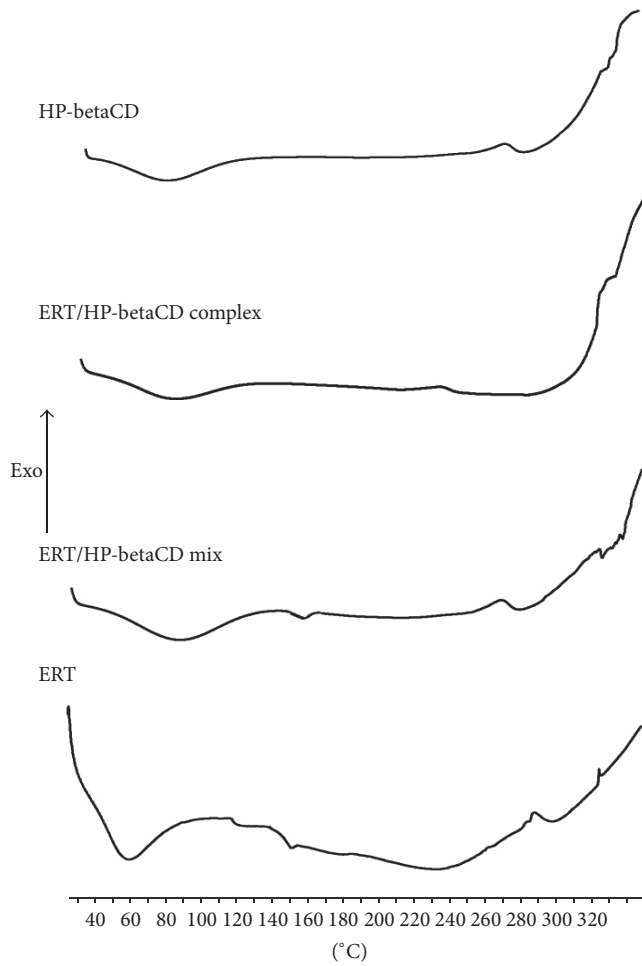 HP-betaCD
ERT/HP-betaCD complex
Exo
ERT/HP-betaCD mix
ERT
40 60 80 100 120 140 160 180 200 220 240 260 280 300 320
(°C)